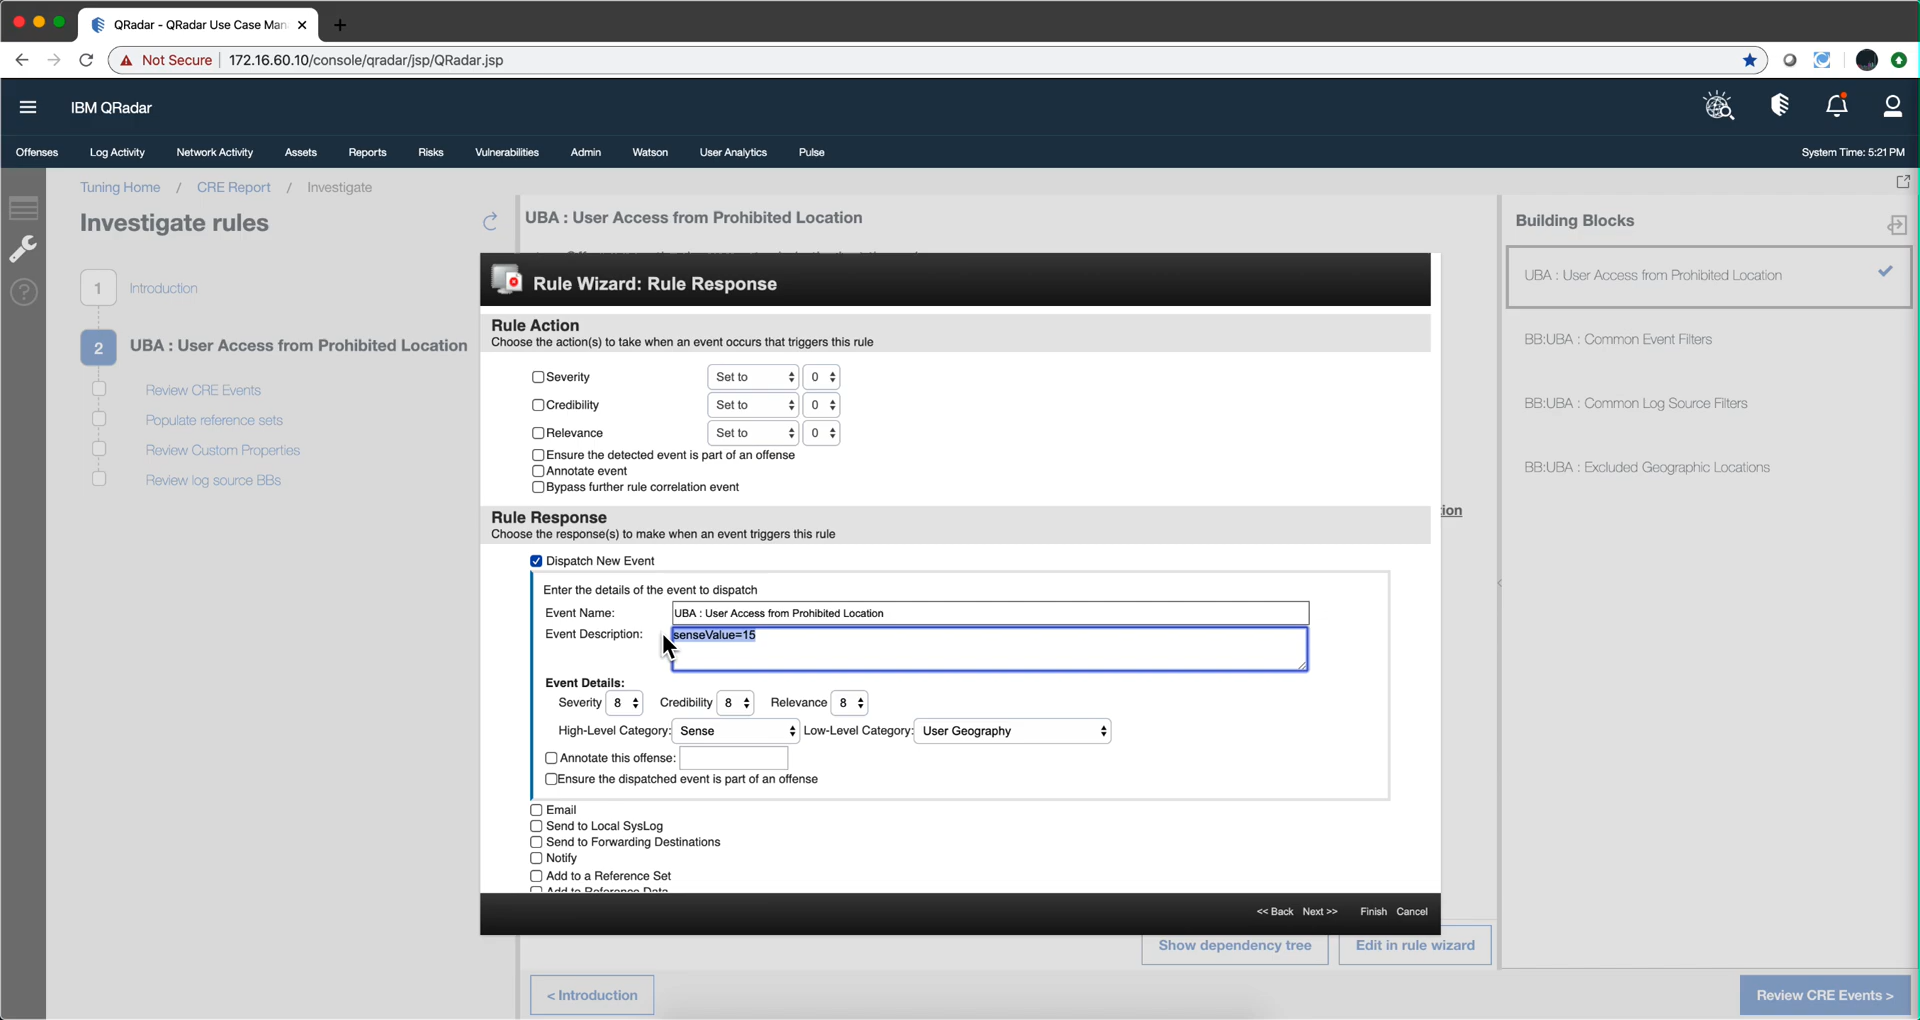 QRadar - QRadar Use Case Man
Not Secure 172.16.60.10/console/qradar/jsp/QRadar.jsp
IBM QRadar
Offenses Log Activity Network Activity Assets Reports Risks Vulnerabilities Admin Watson User Analytics Pulse System Time: 5:21 PM
Tuning Home / CRE Report / Investigate
Investigate rules
1 Introduction
2 UBA : User Access from Prohibited Location
Review CRE Events
Populate reference sets
Review Custom Properties
Review log source BBs
UBA : User Access from Prohibited Location
Rule Wizard: Rule Response
Rule Action
Choose the action(s) to take when an event occurs that triggers this rule
Severity Set to 0
Credibility Set to 0
Relevance Set to 0
Ensure the detected event is part of an offense
Annotate event
Bypass further rule correlation event
Rule Response
Choose the response(s) to make when an event triggers this rule
Dispatch New Event
Enter the details of the event to dispatch
Event Name: UBA : User Access from Prohibited Location
Event Description: senseValue=15
Event Details:
Severity 8 Credibility 8 Relevance 8
High-Level Category: Sense Low-Level Category: User Geography
Annotate this offense:
Ensure the dispatched event is part of an offense
Email
Send to Local SysLog
Send to Forwarding Destinations
Notify
Add to a Reference Set
Add to Reference Data
<< Back Next >> Finish Cancel
ion
Show dependency tree Edit in rule wizard
< Introduction
Building Blocks
UBA : User Access from Prohibited Location
BB:UBA : Common Event Filters
BB:UBA : Common Log Source Filters
BB:UBA : Excluded Geographic Locations
Review CRE Events >